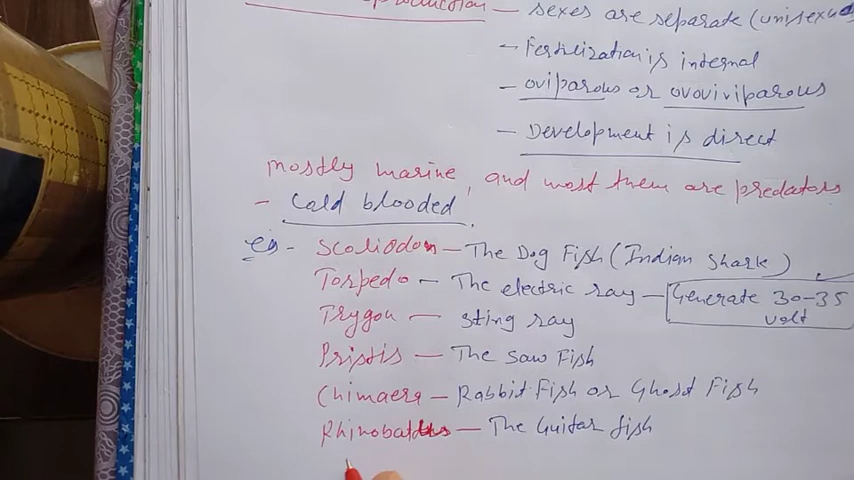 — sexes are separate (unisexual
– Fertilization is internal
– oviparous or ovoviviparous
– Development is direct
mostly marine, and most them are predators
– Cold blooded.
eg - Scoliodon — The Dog Fish (Indian Shark)
Torpedo — The electric ray — Generate 30-35 volt
Trygon — sting ray
Pristis — The Saw Fish
Chimaera — Rabbit Fish or Ghost Fish
Rhinobatus — The Guitar fish